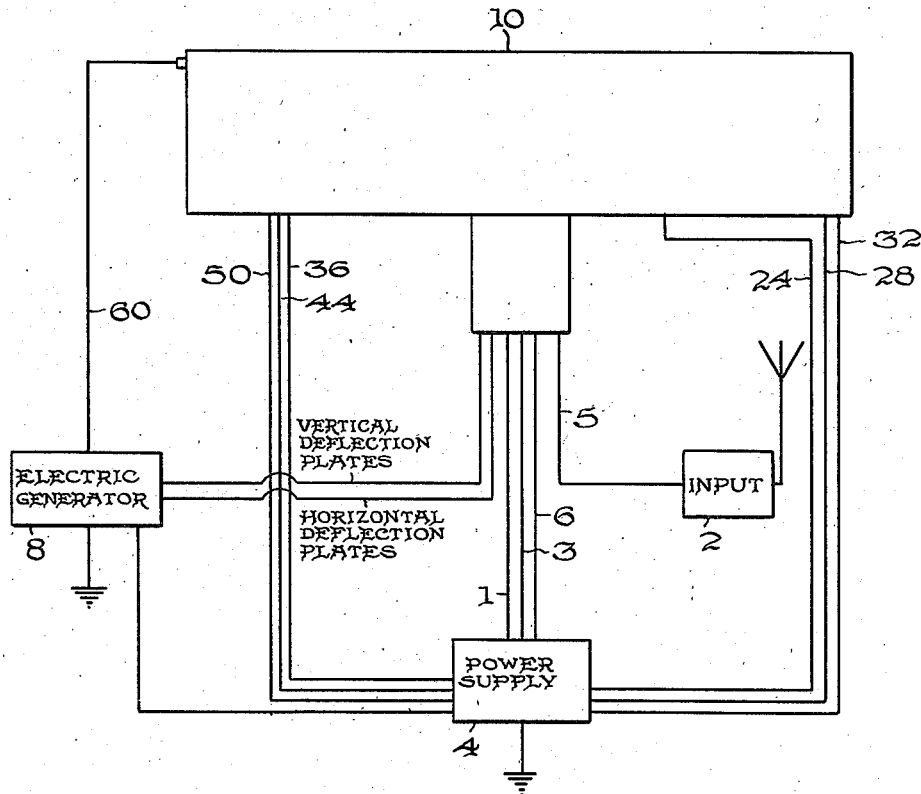 10
32
50
36
24
28
44
60
5
VERTICAL
DEFLECTION
PLATES
ELECTRIC
GENERATOR
INPUT
HORIZONTAL
DEFLECTION
PLATES
6
3
8
2
1
POWER
SUPPLY
4